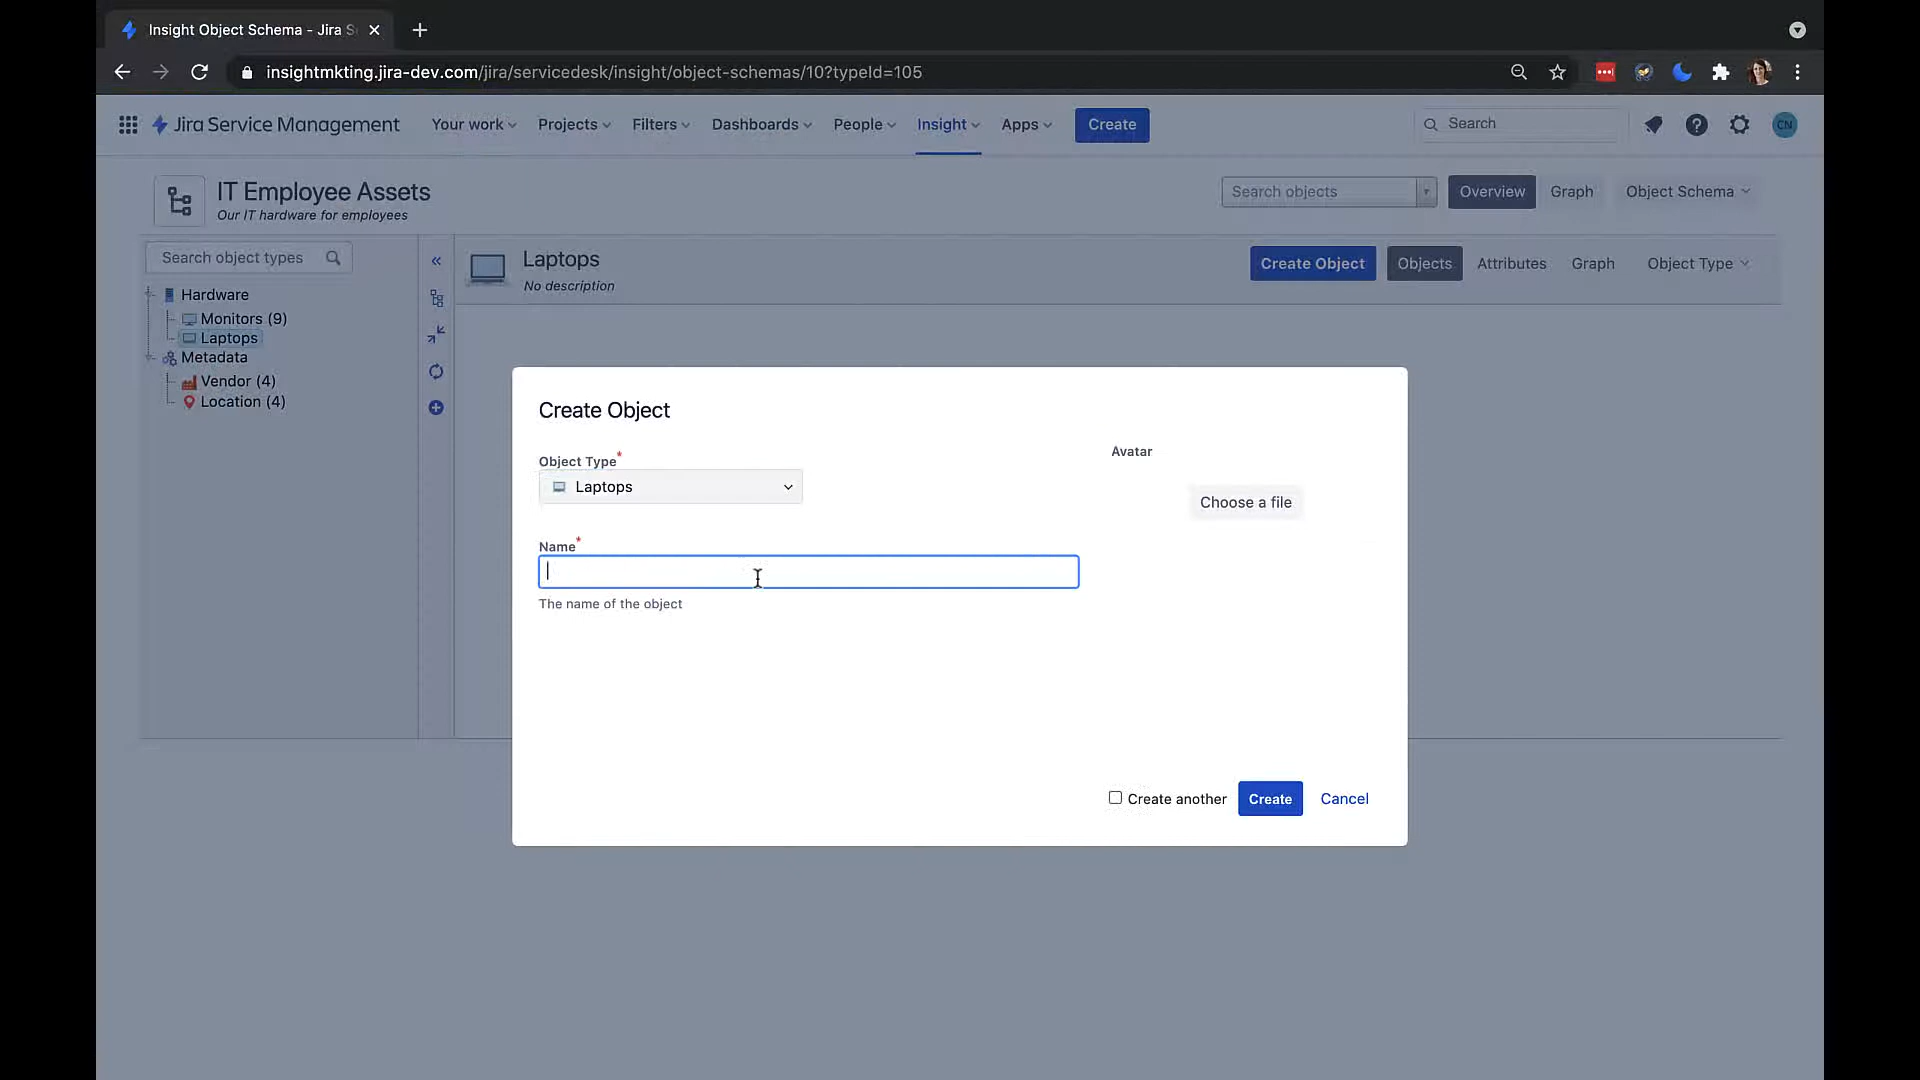 Insight Object Schema - Jira S
insightmkting.jira-dev.com/jira/servicedesk/insight/object-schemas/10?typeId=105
Jira Service Management
Your work
Projects
Filters
Dashboards
People
Insight
Apps
Create
Search
CN
IT Employee Assets
Our IT hardware for employees
Search objects
Overview
Graph
Object Schema
Search object types
Laptops
No description
Create Object
Objects
Attributes
Graph
Object Type
Hardware
Monitors (9)
Laptops
Metadata
Vendor (4)
Location (4)
Create Object
Object Type*
Laptops
Avatar
Choose a file
Name*
The name of the object
Create another
Create
Cancel